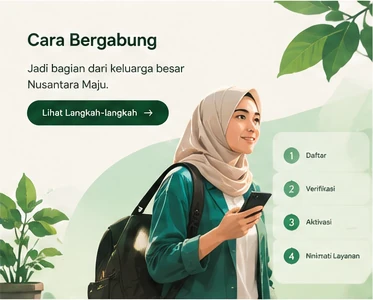 Cara Bergabung
Jadi bagian dari keluarga besar
Nusantara Maju.
Lihat Langkah-langkah →
1 Daftar
2 Verifikasi
3 Aktivasi
4 Nnimati Layanan